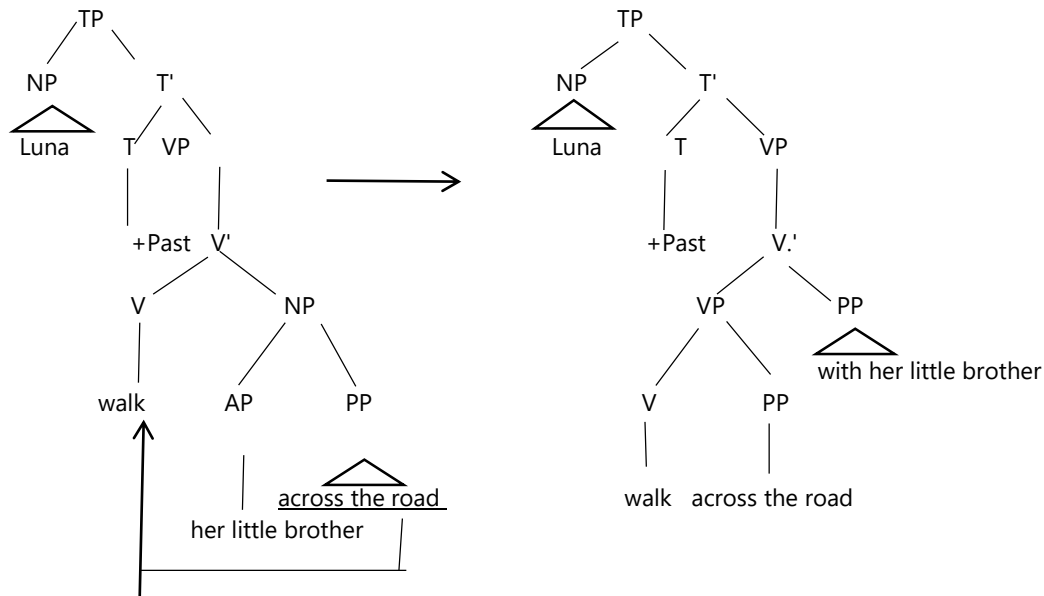 TP
NP T'
Luna T VP
+Past V'
V NP
walk AP PP
across the road
her little brother
TP
NP T'
Luna T VP
+Past V.'
VP PP
with her little brother
V PP
walk across the road